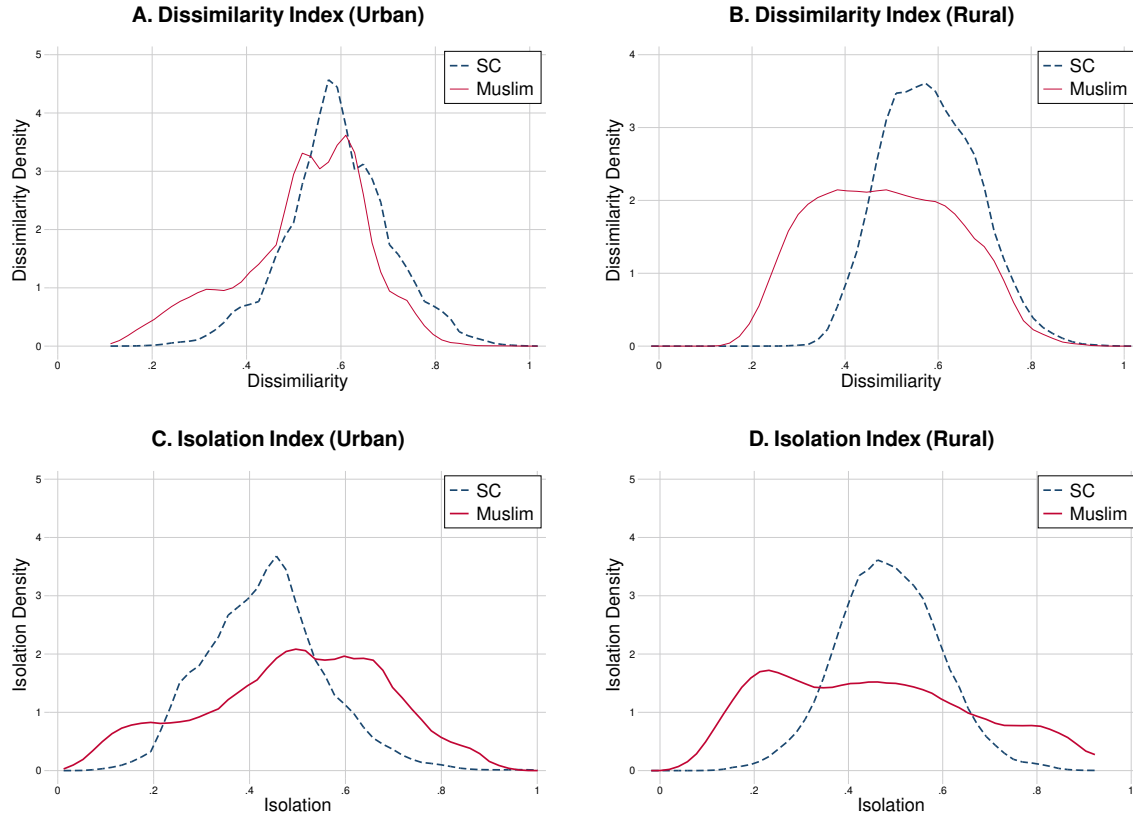 A. Dissimilarity Index (Urban)
5
4
3
2
1
0
Dissimilarity Density
SC
Muslim
0 .2 .4 .6 .8 1
Dissimiliarity
B. Dissimilarity Index (Rural)
4
3
2
1
0
Dissimilarity Density
SC
Muslim
0 .2 .4 .6 .8 1
Dissimiliarity
C. Isolation Index (Urban)
5
4
3
2
1
0
Isolation Density
SC
Muslim
0 .2 .4 .6 .8 1
Isolation
D. Isolation Index (Rural)
5
4
3
2
1
0
Isolation Density
SC
Muslim
0 .2 .4 .6 .8 1
Isolation